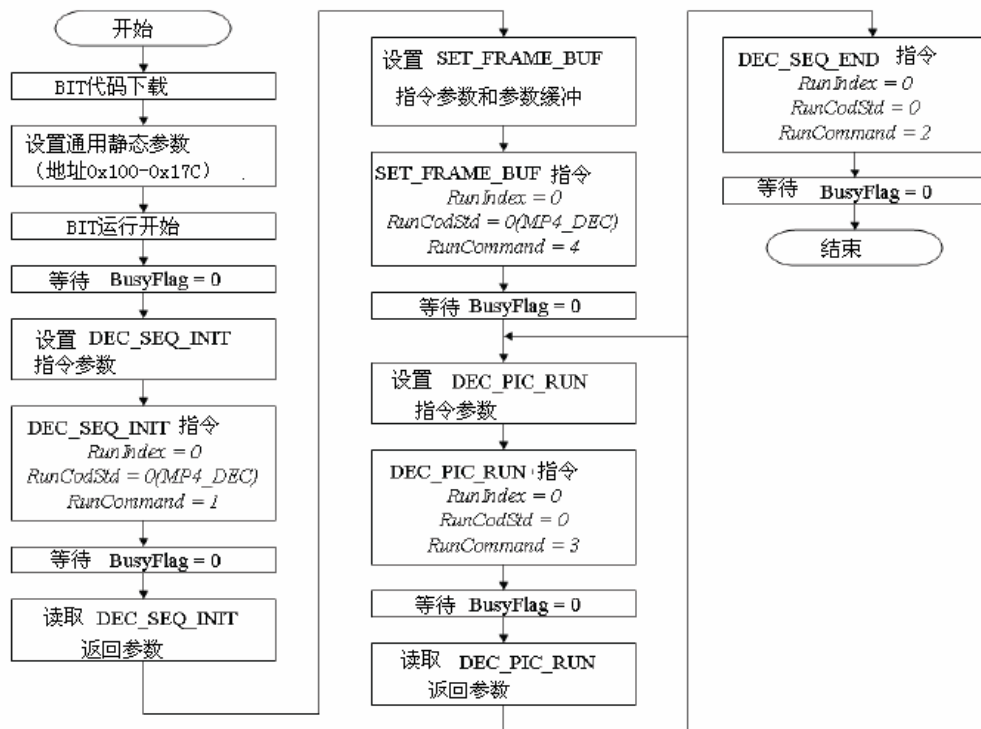 开始
BIT代码下载
设置通用静态参数
（地址0x100-0x17C）
BIT运行开始
等待 BusyFlag = 0
设置 DEC_SEQ_INIT
指令参数
DEC_SEQ_INIT 指令
RunIndex = 0
RunCodStd = 0(MP4_DEC)
RunCommand = 1
等待 BusyFlag = 0
读取 DEC_SEQ_INIT
返回参数
设置 SET_FRAME_BUF
指令参数和参数缓冲
SET_FRAME_BUF 指令
RunIndex = 0
RunCodStd = 0(MP4_DEC)
RunCommand = 4
等待 BusyFlag = 0
设置 DEC_PIC_RUN
指令参数
DEC_PIC_RUN 指令
RunIndex = 0
RunCodStd = 0
RunCommand = 3
等待 BusyFlag = 0
读取 DEC_PIC_RUN
返回参数
DEC_SEQ_END 指令
RunIndex = 0
RunCodStd = 0
RunCommand = 2
等待 BusyFlag = 0
结束